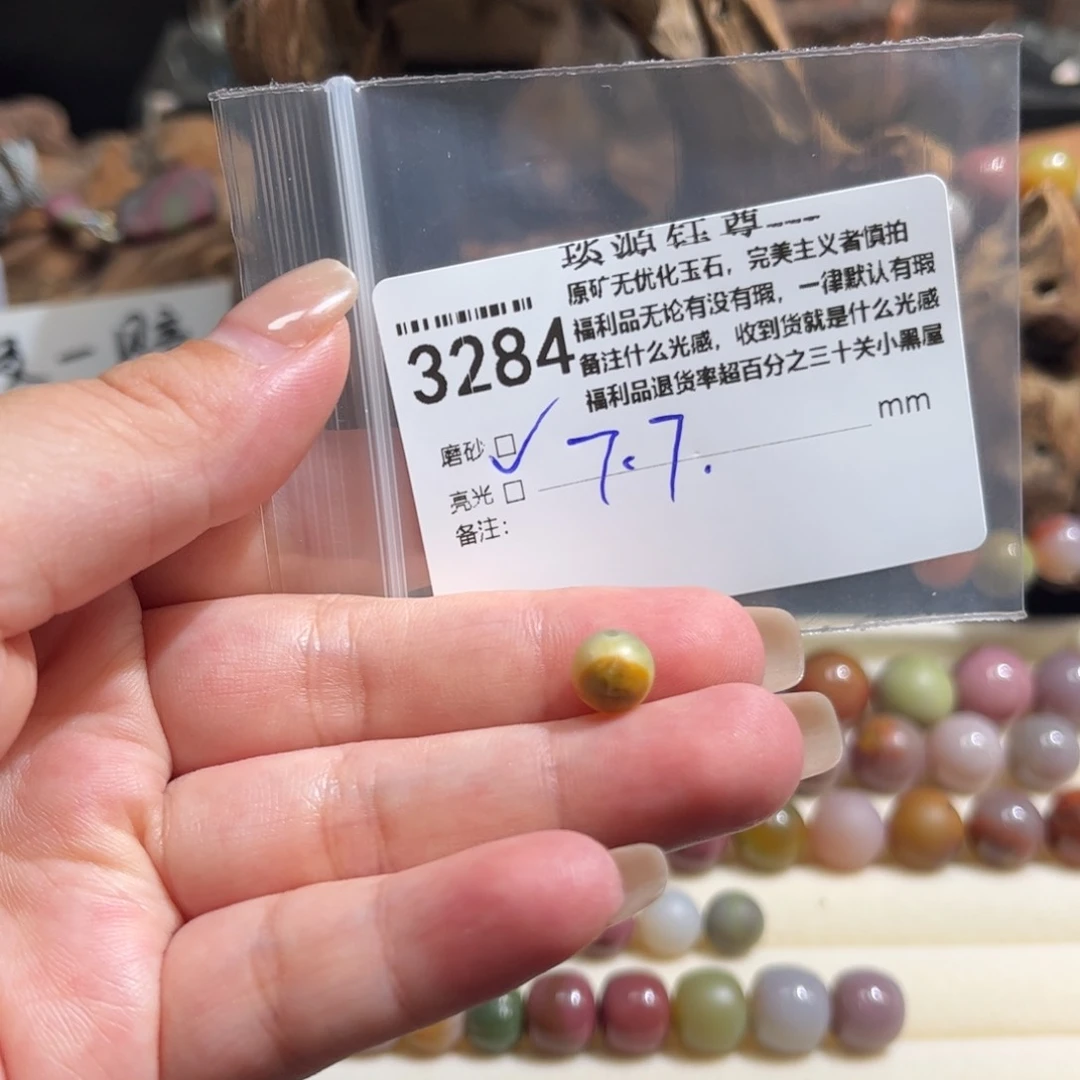 原矿无优化玉石，完美主义者慎拍
福利品无论有没有瑕，一律默认有瑕
备注什么光感，收到货就是什么光感
福利品退货率超百分之三十关小黑屋
3284
磨砂 □ ✓ 7.7. mm
亮光 □
备注：